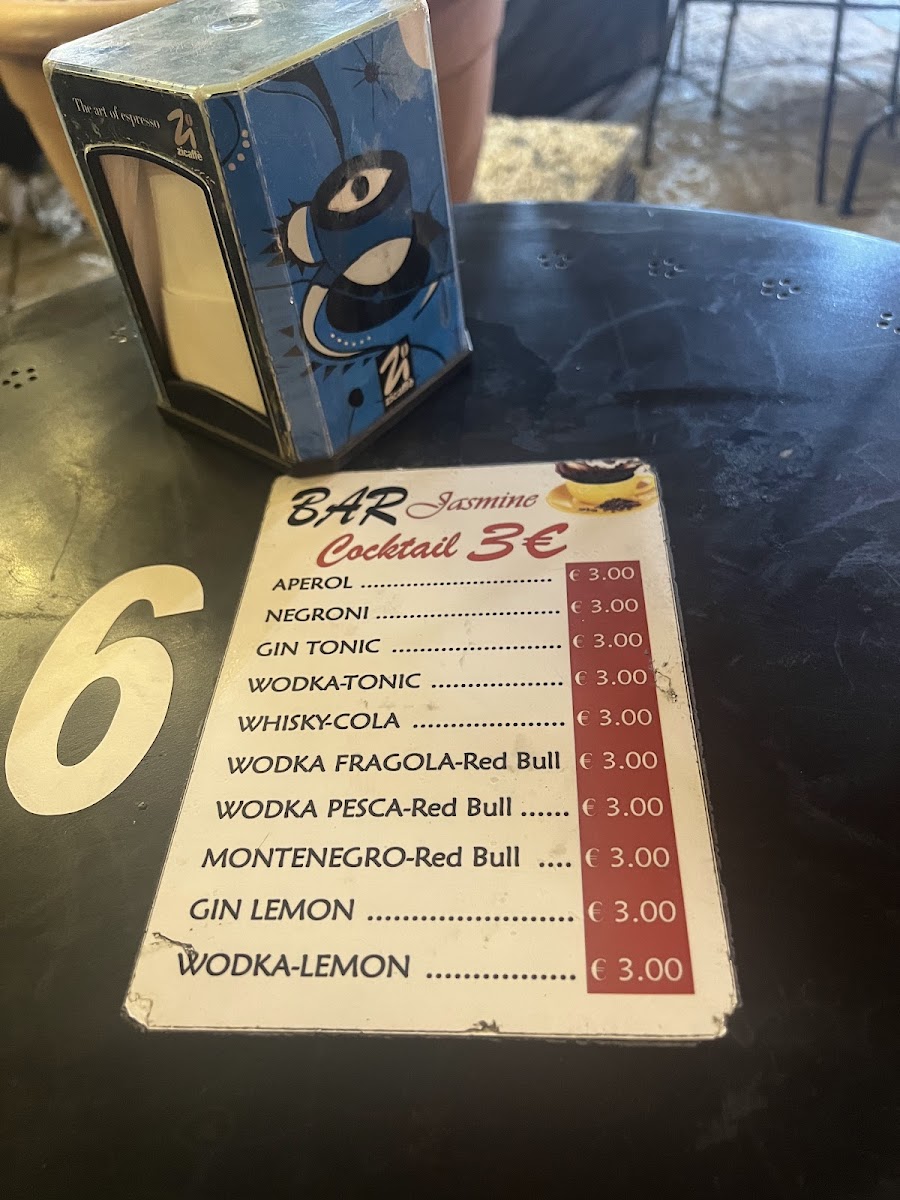 The art of espresso
zicaffè
zicaffè
BAR Jasmine
Cocktail 3€
APEROL ............................. € 3.00
NEGRONI ............................ € 3.00
GIN TONIC .......................... € 3.00
WODKA-TONIC .................. € 3.00
WHISKY-COLA .................... € 3.00
WODKA FRAGOLA-Red Bull € 3.00
WODKA PESCA-Red Bull ...... € 3.00
MONTENEGRO-Red Bull .... € 3.00
GIN LEMON ...................... € 3.00
WODKA-LEMON ................ € 3.00
6